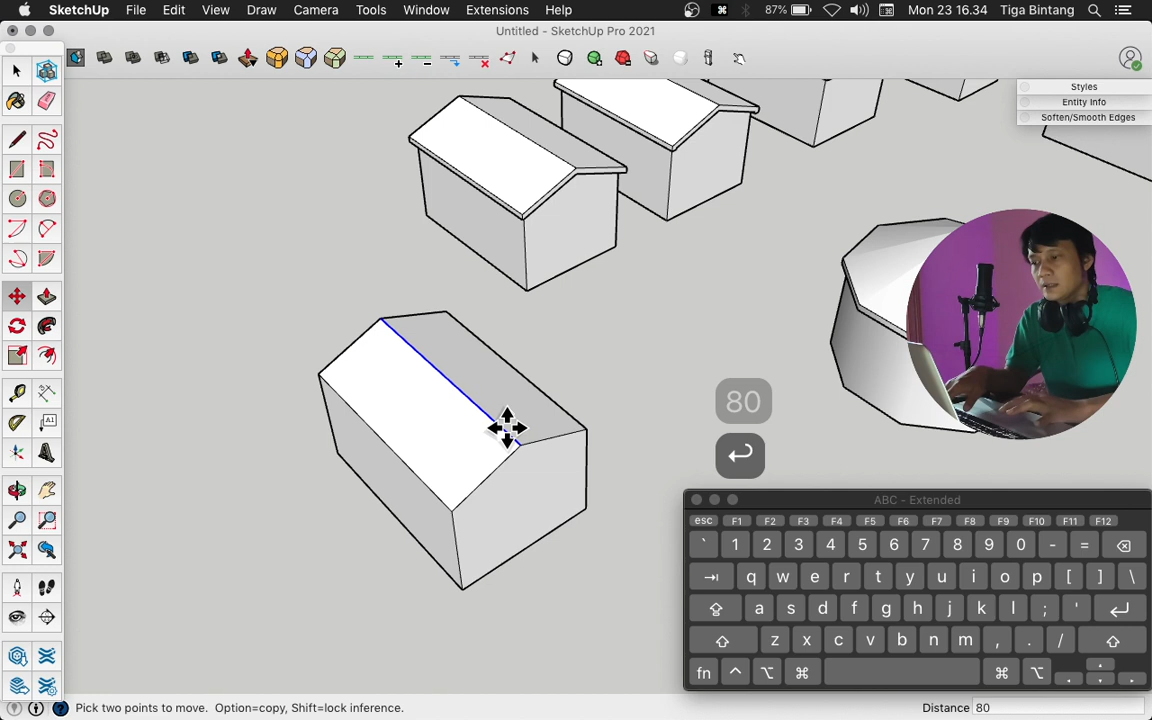 SketchUp File Edit View Draw Camera Tools Window Extensions Help 87% Mon 23 16.34 Tiga Bintang
Untitled - SketchUp Pro 2021
Styles
Entity Info
Soften/Smooth Edges
A1
80
ABC - Extended
esc F1 F2 F3 F4 F5 F6 F7 F8 F9 F10 F11 F12
` 1 2 3 4 5 6 7 8 9 0 - =
q w e r t y u i o p [ ] \
a s d f g h j k l ; '
z x c v b n m , . /
fn ^ ⌥ ⌘ ⌘ ⌥
Pick two points to move. Option=copy, Shift=lock inference. Distance 80